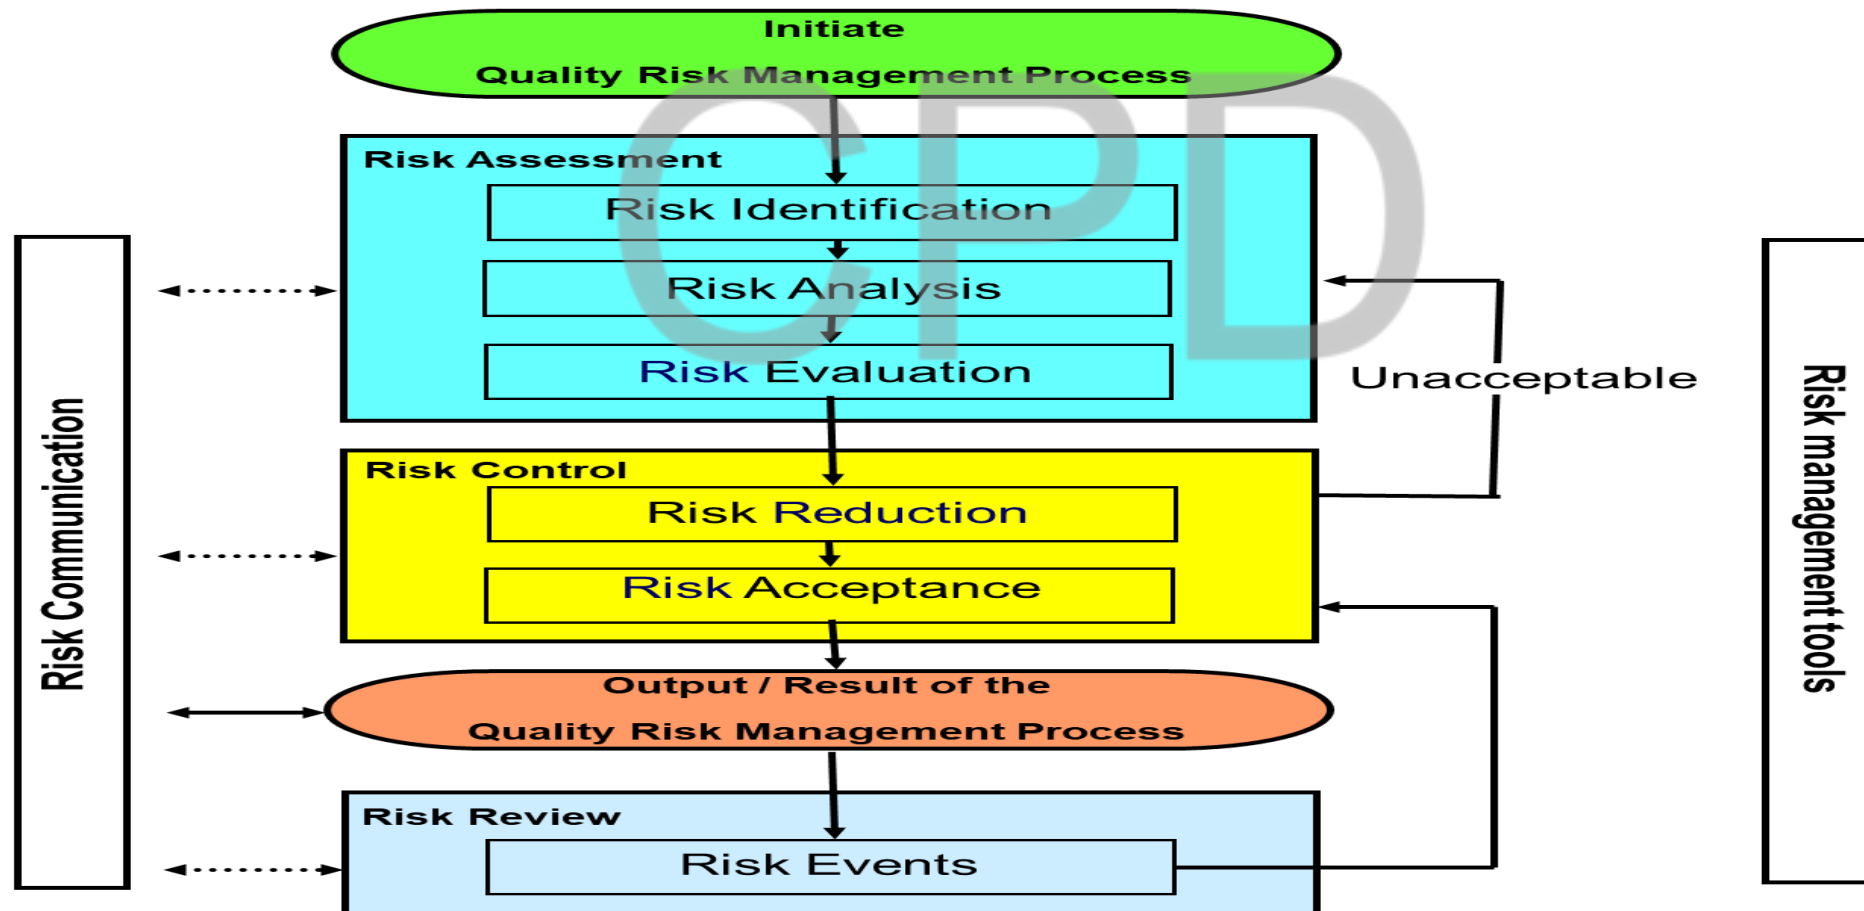 Initiate
Quality Risk Management Process
CPD
Risk Assessment
Risk Identification
Risk Analysis
Risk Evaluation
Unacceptable
Risk Control
Risk Reduction
Risk Acceptance
Output / Result of the
Quality Risk Management Process
Risk Review
Risk Events
Risk Communication
Risk management tools